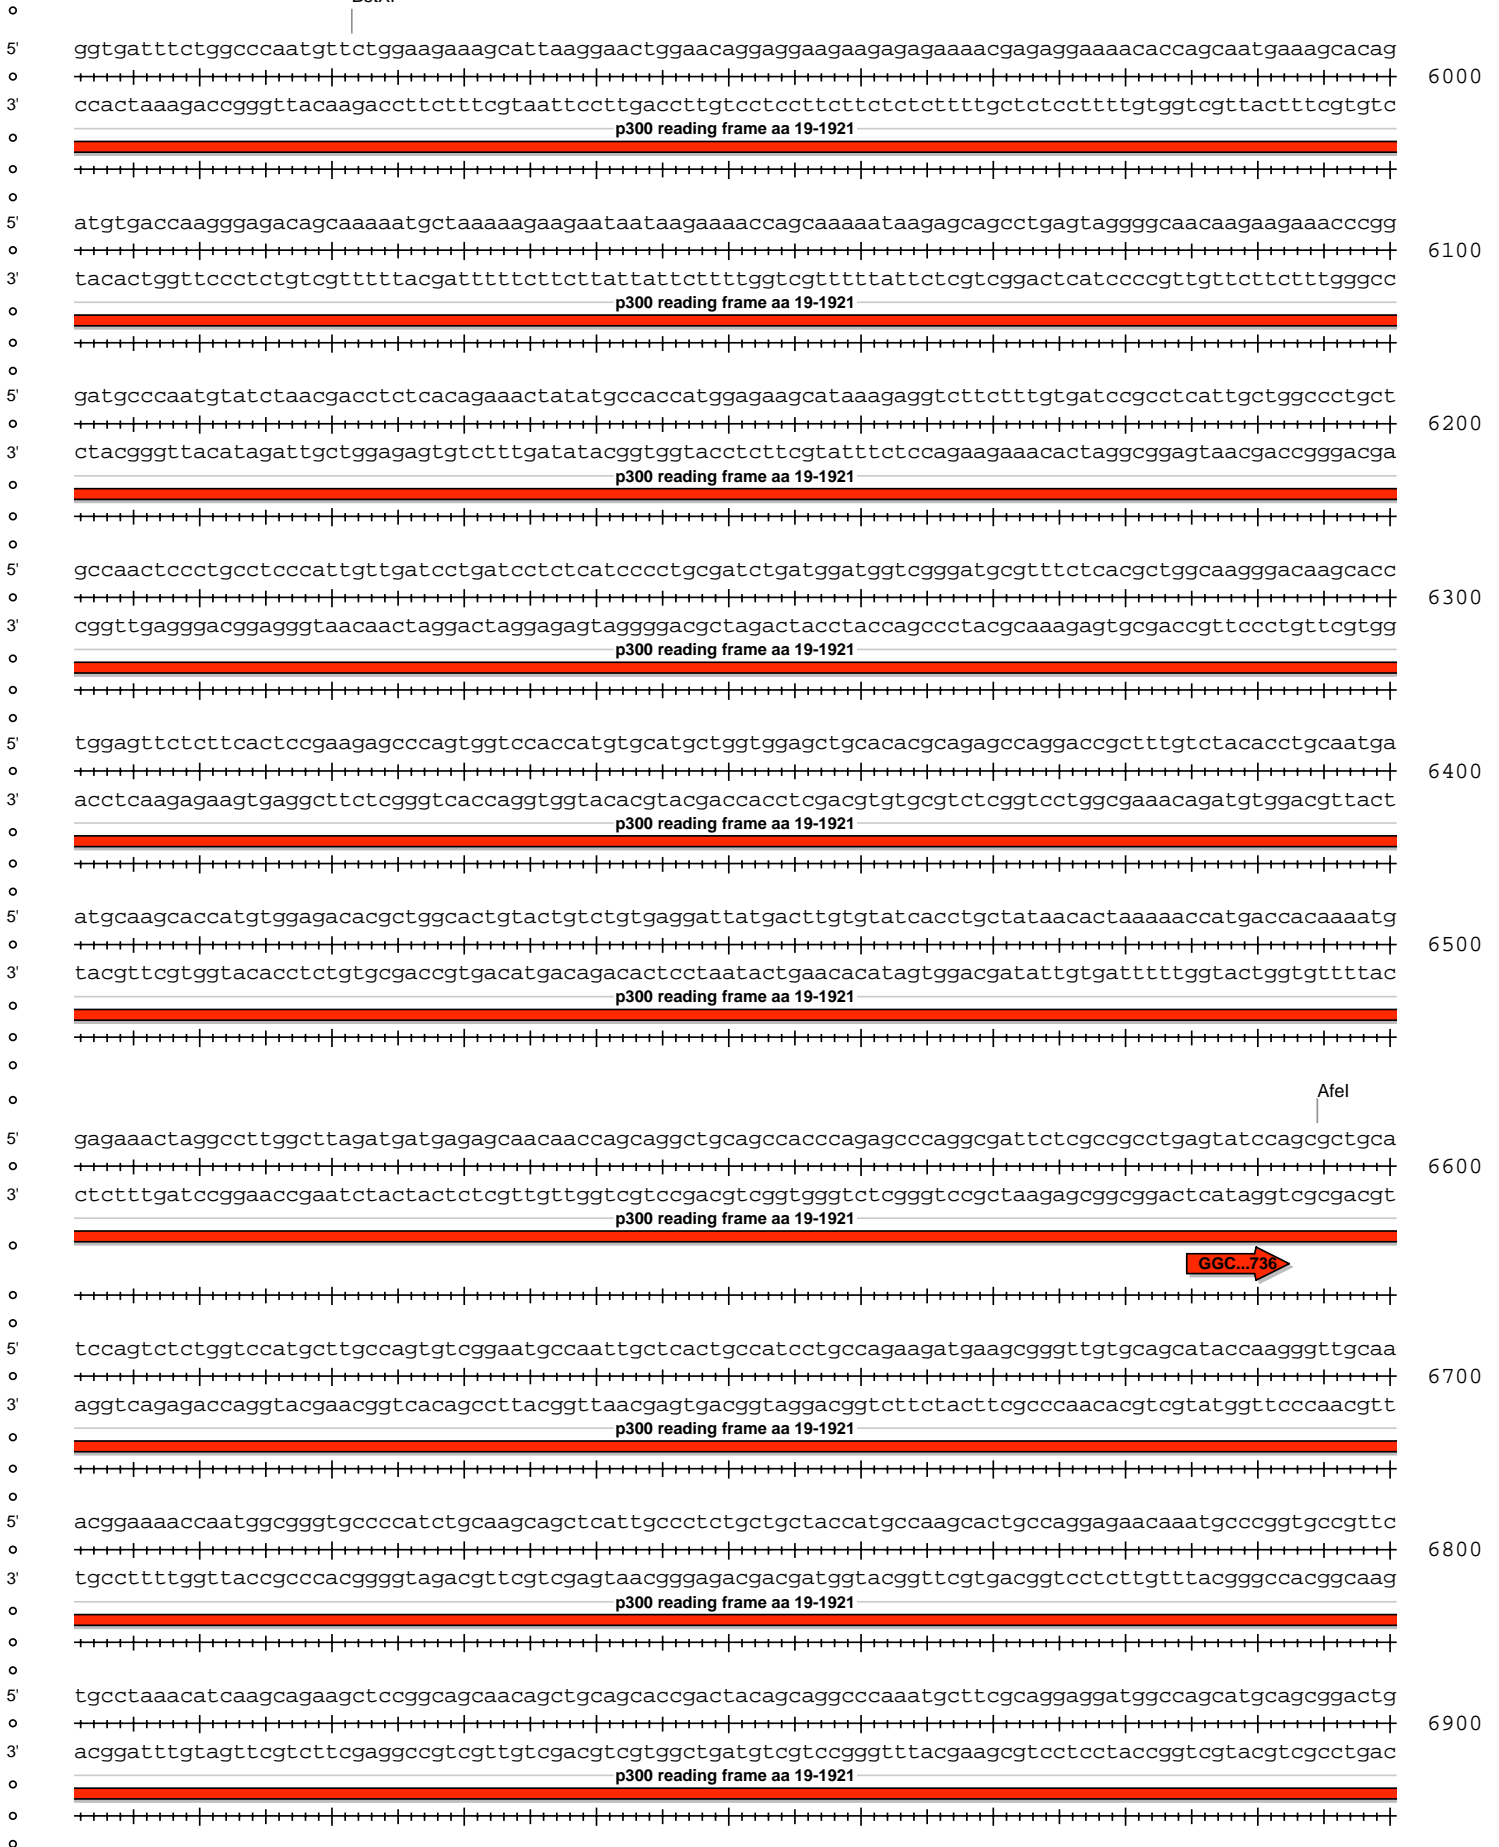 5' ggtgatttctggcccaatgttctggaagaaagcattaaggaactggaacaggaggaagaagagagaaaacgagaggaaaacaccagcaatgaaagcacag
6000
3' ccactaaagaccgggttacaagaccttctttcgtaattccttgaccttgtcctccttcttctctcttttgctctccttttgtggtcgttactttcgtgtc
p300 reading frame aa 19-1921
5' atgtgaccaagggagacagcaaaaatgctaaaaagaagaataataagaaaaccagcaaaaataagagcagcctgagtaggggcaacaagaagaaacccgg
6100
3' tacactggttccctctgtcgtttttacgatttttcttcttattattcttttggtcgtttttattctcgtcggactcatccccgttgttcttctttgggcc
p300 reading frame aa 19-1921
5' gatgcccaatgtatctaacgacctctcacagaaactatatgccaccatggagaagcataaagaggtcttctttgtgatccgcctcattgctggccctgct
6200
3' ctacgggttacatagattgctggagagtgtctttgatatacggtggtacctcttcgtatttctccagaagaaacactaggcggagtaacgaccgggacga
p300 reading frame aa 19-1921
5' gccaactccctgcctcccattgttgatcctgatcctctcatcccctgcgatctgatggatggtcgggatgcgtttctcacgctggcaagggacaagcacc
6300
3' cggttgagggacggagggtaacaactaggactaggagagtaggggacgctagactacctaccagccctacgcaaagagtgcgaccgttccctgttcgtgg
p300 reading frame aa 19-1921
5' tggagttctcttcactccgaagagcccagtggtccaccatgtgcatgctggtggagctgcacacgcagagccaggaccgctttgtctacacctgcaatga
6400
3' acctcaagagaagtgaggcttctcgggtcaccaggtggtacacgtacgaccacctcgacgtgtgcgtctcggtcctggcgaaacagatgtggacgttact
p300 reading frame aa 19-1921
5' atgcaagcaccatgtggagacacgctggcactgtactgtctgtgaggattatgacttgtgtatcacctgctataacactaaaaaccatgaccacaaaatg
6500
3' tacgttcgtggtacacctctgtgcgaccgtgacatgacagacactcctaatactgaacacatagtggacgatattgtgatttttggtactggtgttttac
p300 reading frame aa 19-1921
AfeI
5' gagaaactaggccttggcttagatgatgagagcaacaaccagcaggctgcagccacccagagcccaggcgattctcgccgcctgagtatccagcgctgca
6600
3' ctctttgatccggaaccgaatctactactctcgttgttggtcgtccgacgtcggtgggtctcgggtccgctaagagcggcggactcataggtcgcgacgt
p300 reading frame aa 19-1921
GGC...736
5' tccagtctctggtccatgcttgccagtgtcggaatgccaattgctcactgccatcctgccagaagatgaagcgggttgtgcagcataccaagggttgcaa
6700
3' aggtcagagaccaggtacgaacggtcacagccttacggttaacgagtgacggtaggacggtcttctacttcgcccaacacgtcgtatggttcccaacgtt
p300 reading frame aa 19-1921
5' acggaaaaccaatggcgggtgccccatctgcaagcagctcattgccctctgctgctaccatgccaagcactgccaggagaacaaatgcccggtgccgttc
6800
3' tgccttttggttaccgcccacggggtagacgttcgtcgagtaacgggagacgacgatggtacggttcgtgacggtcctcttgtttacgggccacggcaag
p300 reading frame aa 19-1921
5' tgcctaaacatcaagcagaagctccggcagcaacagctgcagcaccgactacagcaggcccaaatgcttcgcaggaggatggccagcatgcagcggactg
6900
3' acggatttgtagttcgtcttcgaggccgtcgttgtcgacgtcgtggctgatgtcgtccgggtttacgaagcgtcctcctaccggtcgtacgtcgcctgac
p300 reading frame aa 19-1921